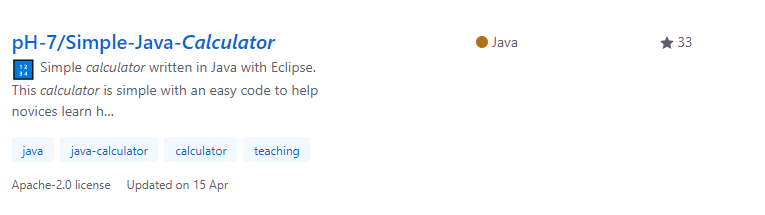 pH-7/Simple-Java-Calculator
Java
33
🔢 Simple calculator written in Java with Eclipse.
This calculator is simple with an easy code to help
novices learn h...
java
java-calculator
calculator
teaching
Apache-2.0 license
Updated on 15 Apr